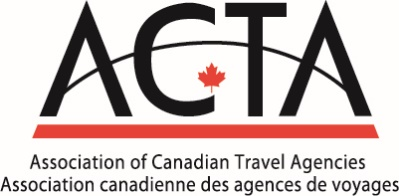 ACTA
Association of Canadian Travel Agencies
Association canadienne des agences de voyages